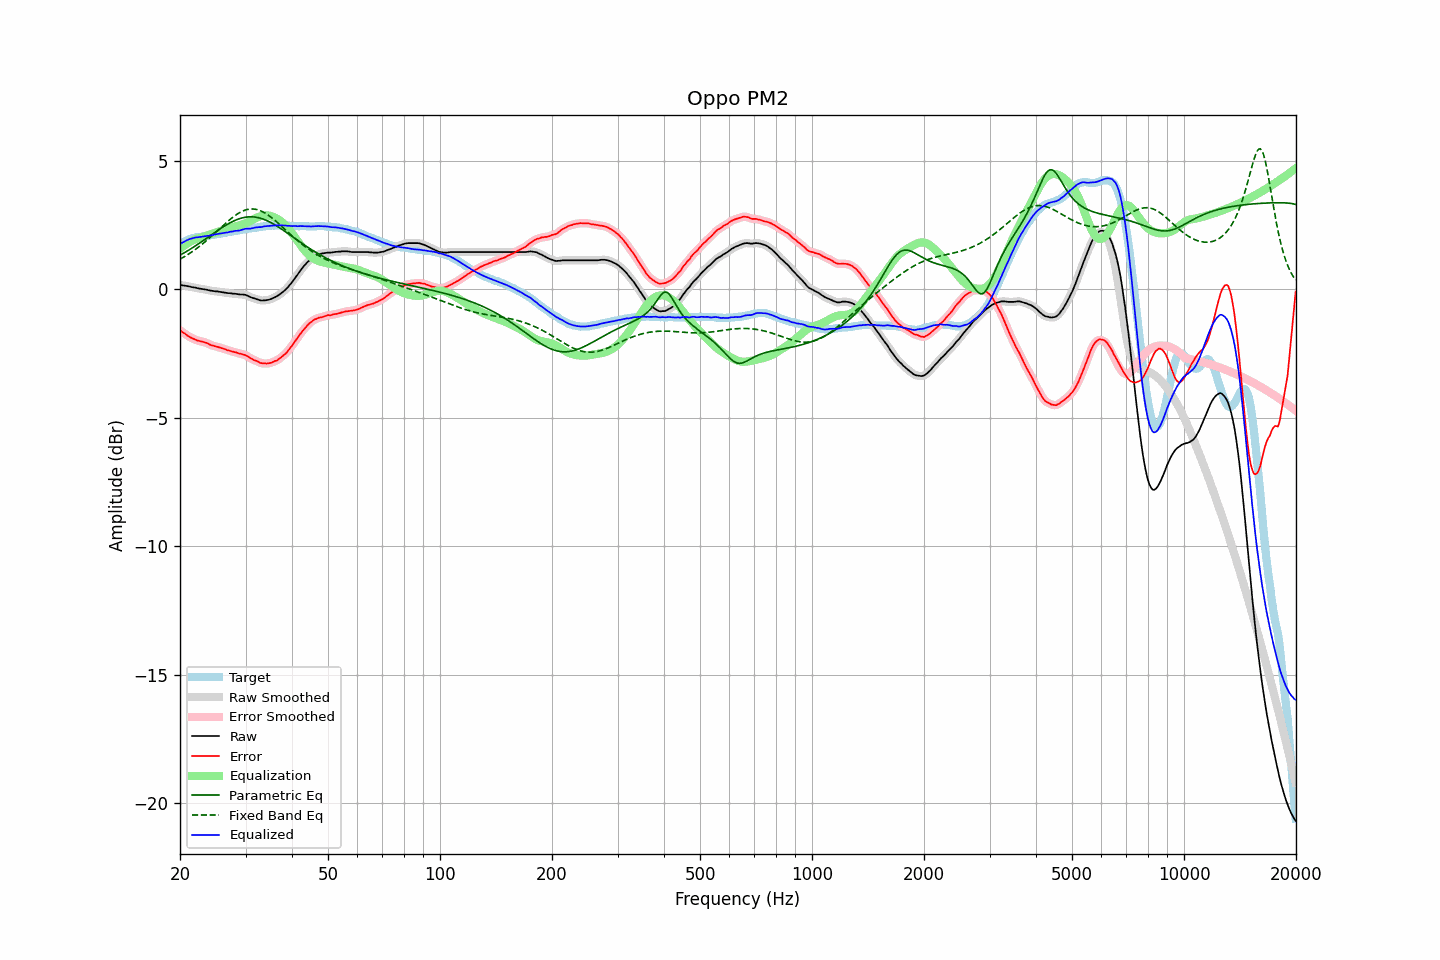 Oppo PM2
Amplitude (dBr)
5
0
−5
−10
−15
−20
Target
Raw Smoothed
Error Smoothed
Raw
Error
Equalization
Parametric Eq
Fixed Band Eq
Equalized
20 50 100 200 500 1000 2000 5000 10000 20000
Frequency (Hz)